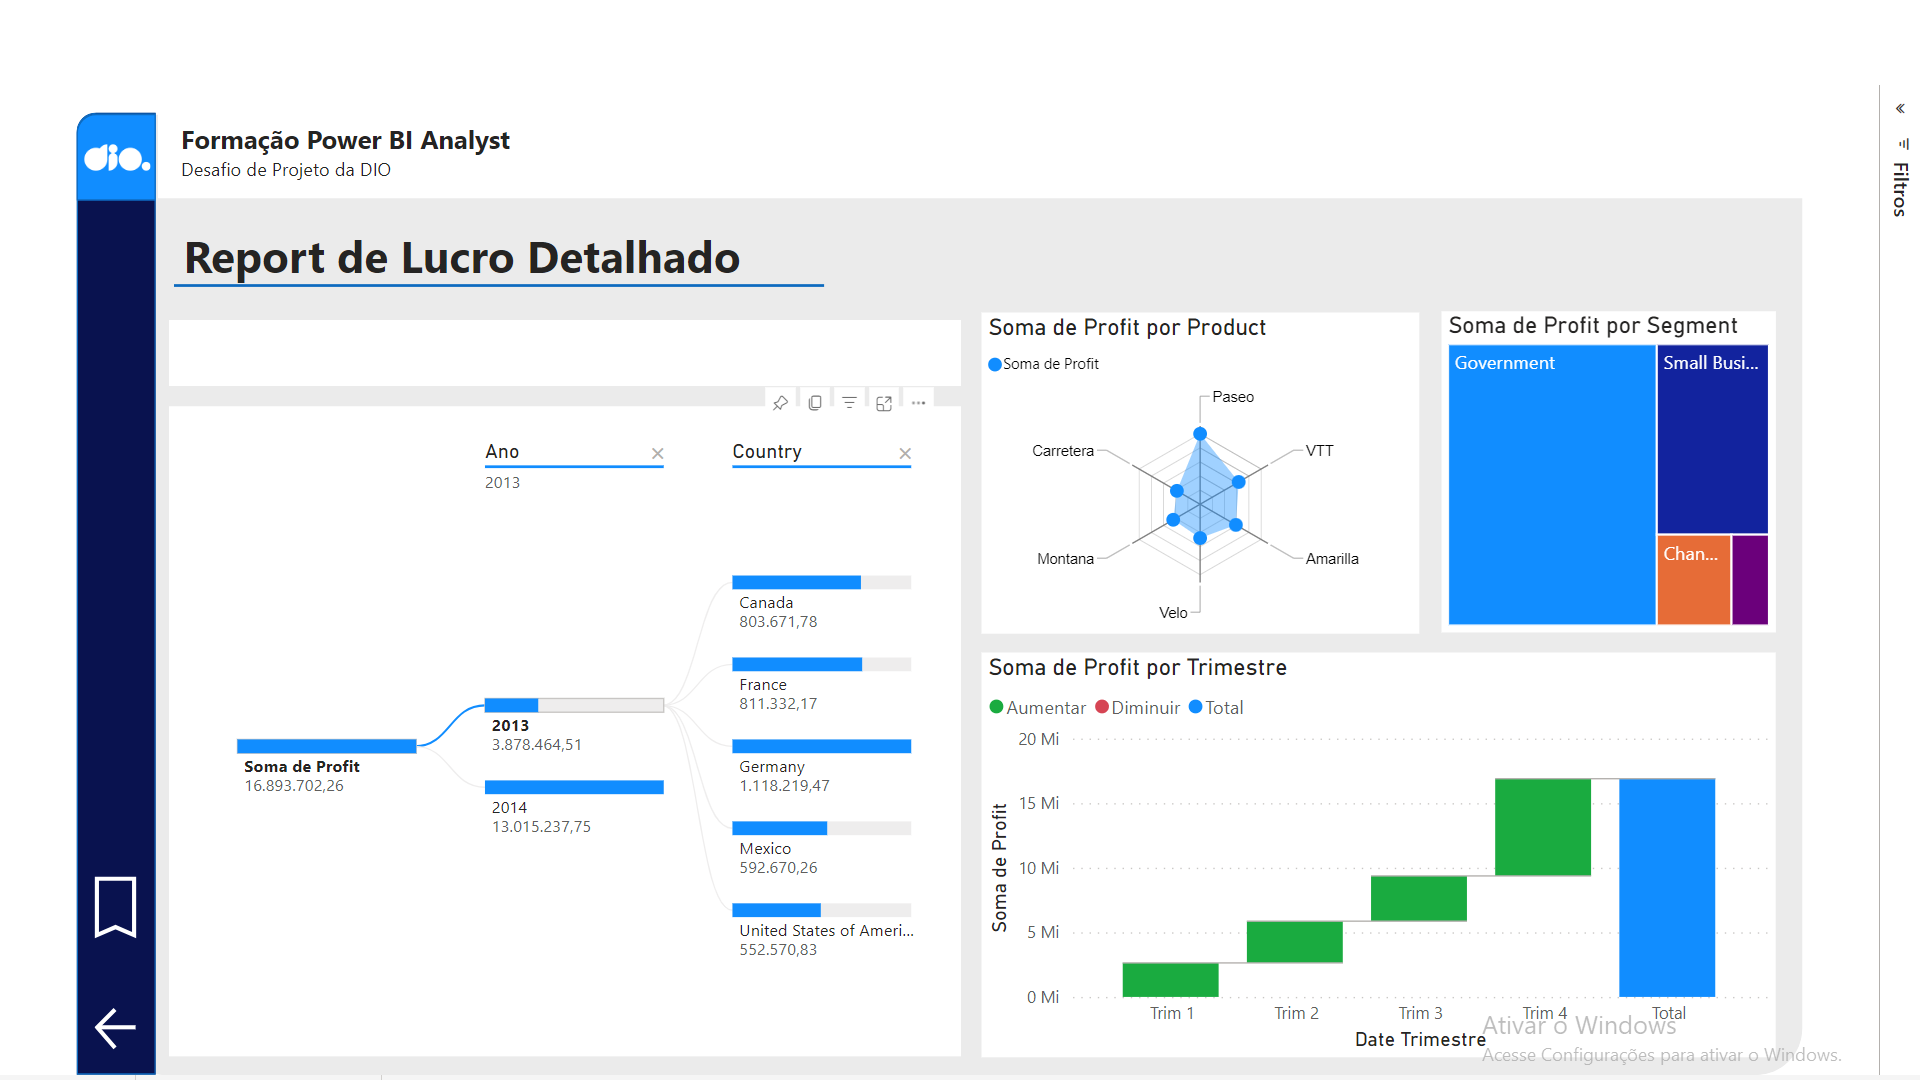 dio.
Formação Power BI Analyst
Desafio de Projeto da DIO
Filtros
Report de Lucro Detalhado
Ano
2013
Country
Soma de Profit
16.893.702,26
2013
3.878.464,51
2014
13.015.237,75
Canada
803.671,78
France
811.332,17
Germany
1.118.219,47
Mexico
592.670,26
United States of Ameri...
552.570,83
Soma de Profit por Product
Soma de Profit
Paseo
VTT
Amarilla
Velo
Montana
Carretera
Soma de Profit por Segment
Government
Small Busi...
Chan...
Soma de Profit por Trimestre
Aumentar Diminuir Total
Soma de Profit
20 Mi
15 Mi
10 Mi
5 Mi
0 Mi
Trim 1 Trim 2 Trim 3 Trim 4 Total
Date Trimestre
Ativar o Windows
Acesse Configurações para ativar o Windows.